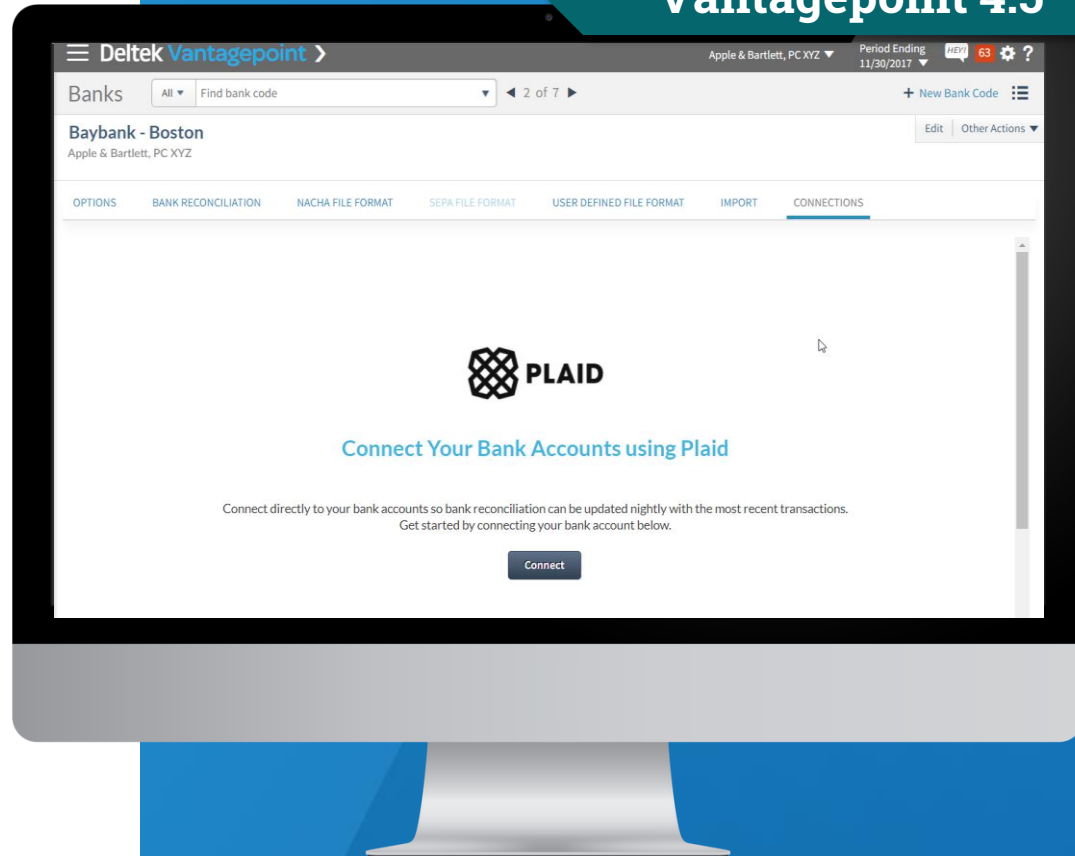 Vantagepoint 4.5
Deltek Vantagepoint
Apple & Bartlett, PC XYZ
Period Ending
11/30/2017
HEY!
63
?
Banks
All
Find bank code
2 of 7
+ New Bank Code
Baybank - Boston
Apple & Bartlett, PC XYZ
Edit
Other Actions
OPTIONS
BANK RECONCILIATION
NACHA FILE FORMAT
SEPA FILE FORMAT
USER DEFINED FILE FORMAT
IMPORT
CONNECTIONS
PLAID
Connect Your Bank Accounts using Plaid
Connect directly to your bank accounts so bank reconciliation can be updated nightly with the most recent transactions.
Get started by connecting your bank account below.
Connect